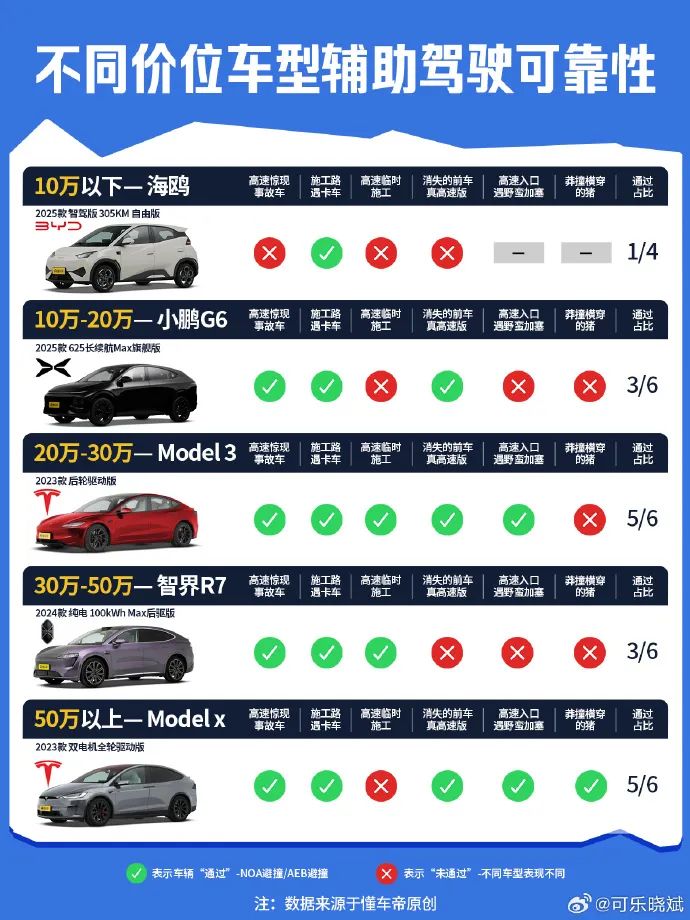 不同价位车型辅助驾驶可靠性
10万以下— 海鸥
高速惊现事故车
施工路遇卡车
高速临时施工
消失的前车真高速版
高速入口遇野蛮加塞
莽撞横穿的猪
通过占比
2025款 智驾版 305KM 自由版
BYD
1/4
10万-20万— 小鹏G6
高速惊现事故车
施工路遇卡车
高速临时施工
消失的前车真高速版
高速入口遇野蛮加塞
莽撞横穿的猪
通过占比
2025款 625长续航Max旗舰版
3/6
20万-30万— Model 3
高速惊现事故车
施工路遇卡车
高速临时施工
消失的前车真高速版
高速入口遇野蛮加塞
莽撞横穿的猪
通过占比
2023款 后轮驱动版
5/6
30万-50万— 智界R7
高速惊现事故车
施工路遇卡车
高速临时施工
消失的前车真高速版
高速入口遇野蛮加塞
莽撞横穿的猪
通过占比
2024款 纯电 100kWh Max后驱版
3/6
50万以上— Model x
高速惊现事故车
施工路遇卡车
高速临时施工
消失的前车真高速版
高速入口遇野蛮加塞
莽撞横穿的猪
通过占比
2023款 双电机全轮驱动版
5/6
表示车辆“通过”-NOA避撞/AEB避撞
表示“未通过”-不同车型表现不同
注：数据来源于懂车帝原创
@可乐晓斌